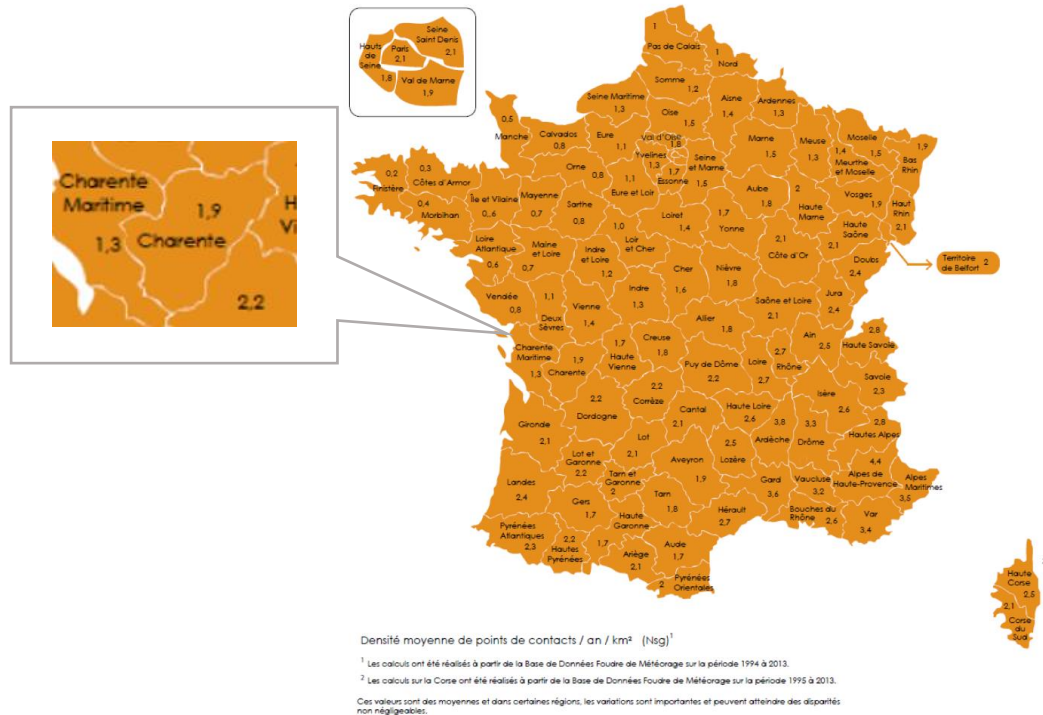 Hauts
de
Seine
1,8
Paris
2,1
Seine
Saint Denis
2,1
Val de Marne
1,9
Charente
Maritime
1,3
1,9
Charente
2,2
H
Vi
1
Pas de Calais
1
Nord
Somme
1,2
Seine Maritime
1,3
Oise
1,5
Aisne
1,4
Ardennes
1,3
0,5
Manche
Calvados
0,8
Eure
1,1
Val d'Oise
1,8
Yvelines
1,3
1,7
Essonne
Seine
et Marne
1,5
Marne
1,5
Meuse
1,3
Moselle
1,5
1,4
Meurthe
et Moselle
1,9
Bas
Rhin
0,2
Finistère
0,3
Côtes d'Armor
0,4
Morbihan
Île et Vilaine
0,,6
Mayenne
0,7
Orne
0,8
Sarthe
0,8
1,1
Eure et Loir
Aube
1,8
2
Haute
Marne
Vosges
1,9
Haut
Rhin
2,1
Loire
Atlantique
0,6
Maine
et Loire
0,7
Indre
et Loire
1,2
1,0
Loir
et Cher
Loiret
1,4
1,7
Yonne
2,1
Côte d'Or
Haute
Saône
2,1
Territoire
de Belfort
2
Doubs
2,4
Vendée
0,8
1,1
Deux
Sèvres
Vienne
1,4
Indre
1,3
Cher
1,6
Nièvre
1,8
Saône et Loire
2,1
Jura
2,4
Charente
Maritime
1,3
1,9
Charente
1,7
Haute
Vienne
Creuse
1,8
Allier
1,8
Puy de Dôme
2,2
Loire
2,7
2,7
Rhône
Ain
2,5
2,8
Haute Savoie
Savoie
2,3
Gironde
2,1
2,2
Dordogne
2,2
Corrèze
Cantal
2,1
Haute Loire
2,6
3,8
Ardèche
3,3
Drôme
Isère
2,6
2,8
Hautes Alpes
Lot
2,1
Lot et
Garonne
2,2
Tarn et
Garonne
2
Aveyron
1,9
2,5
Lozère
Gard
3,6
Vaucluse
3,2
4,4
Alpes de
Haute-Provence
Alpes
Maritimes
3,5
Landes
2,4
Gers
1,7
Tarn
1,8
Hérault
2,7
Bouches du
Rhône
2,6
Var
3,4
Pyrénées
Atlantiques
2,3
2,2
Hautes
Pyrénées
Haute
Garonne
1,7
Ariège
2,1
Aude
1,7
2
Pyrénées
Orientales
Haute
Corse
2,5
2,1
Corse
du
Sud
Densité moyenne de points de contacts / an / km² (Nsg)¹
¹ Les calculs ont été réalisés à partir de la Base de Données Foudre de Météorage sur la période 1994 à 2013.
² Les calculs sur la Corse ont été réalisés à partir de la Base de Données Foudre de Météorage sur la période 1995 à 2013.
Ces valeurs sont des moyennes et dans certaines régions, les variations sont importantes et peuvent atteindre des disparités
non négligeables.